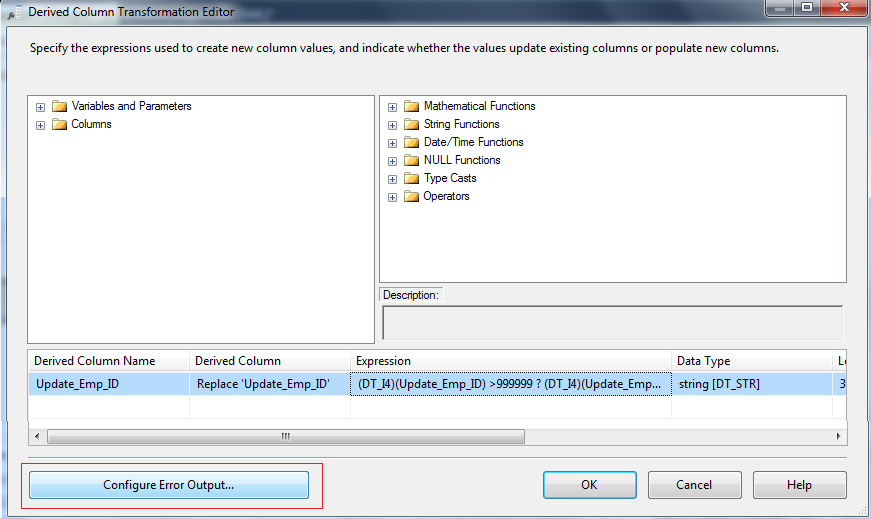 Derived Column Transformation Editor
Specify the expressions used to create new column values, and indicate whether the values update existing columns or populate new columns.
Variables and Parameters
Columns
Mathematical Functions
String Functions
Date/Time Functions
NULL Functions
Type Casts
Operators
Description:
Derived Column Name Derived Column Expression Data Type Le
Update_Emp_ID Replace 'Update_Emp_ID' (DT_I4)(Update_Emp_ID) >999999 ? (DT_I4)(Update_Emp... string [DT_STR] 3
Configure Error Output... OK Cancel Help